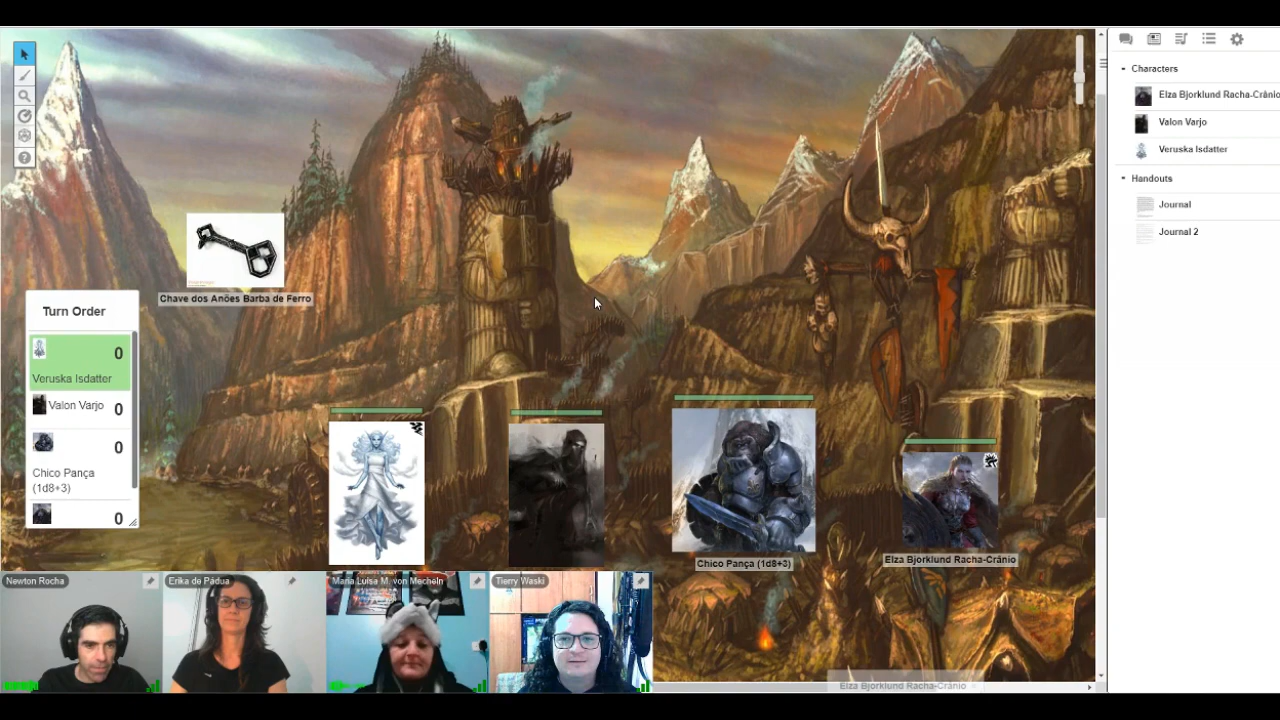 Characters
Elza Bjorklund Racha-Crânio
Valon Varjo
Veruska Isdatter
Handouts
Journal
Journal 2
Chave dos Anões Barba de Ferro
Turn Order
0
Veruska Isdatter
Valon Varjo 0
0
Chico Pança
(1d8+3)
0
Chico Pança (1d8+3)
Elza Bjorklund Racha-Crânio
Newton Rocha
Erika de Pádua
Maria Luísa M. von Mecheln
Tierry Waski
Elza Bjorklund Racha-Crânio